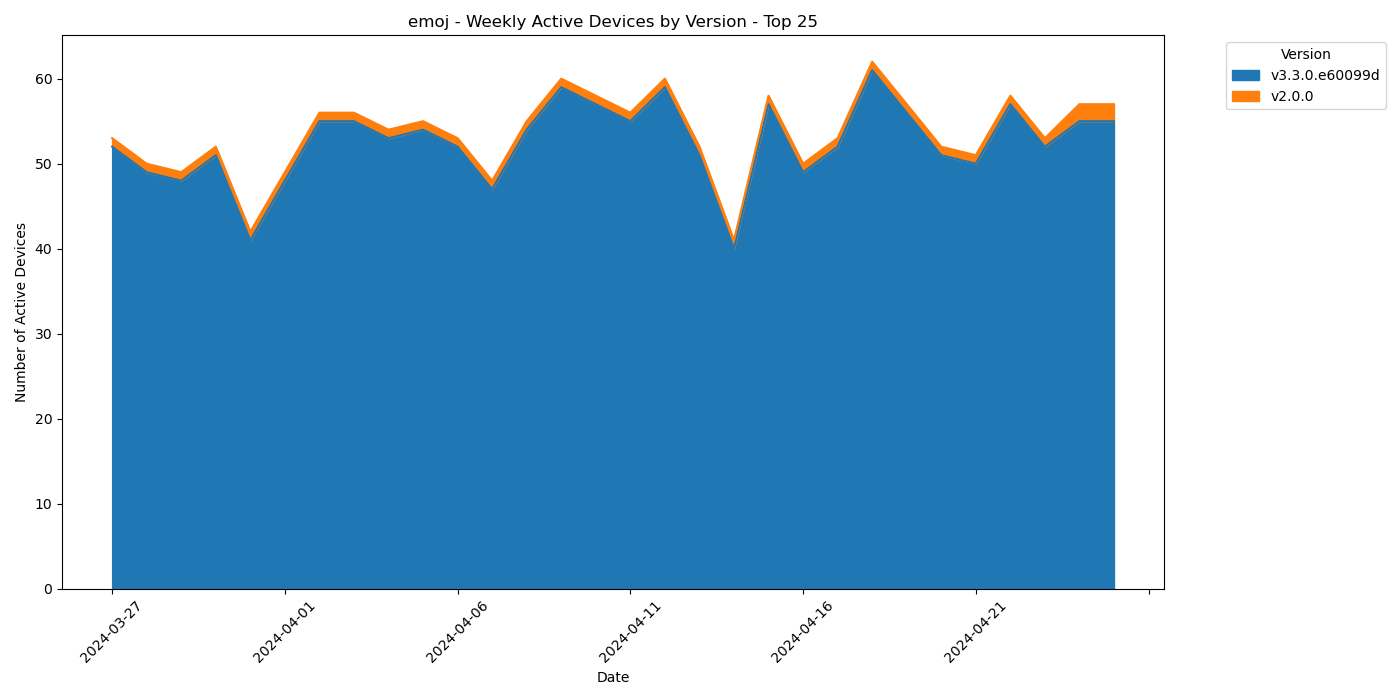 emoj - Weekly Active Devices by Version - Top 25
Version
v3.3.0.e60099d
v2.0.0
Number of Active Devices
60
50
40
30
20
10
0
2024-03-27
2024-04-01
2024-04-06
2024-04-11
2024-04-16
2024-04-21
Date